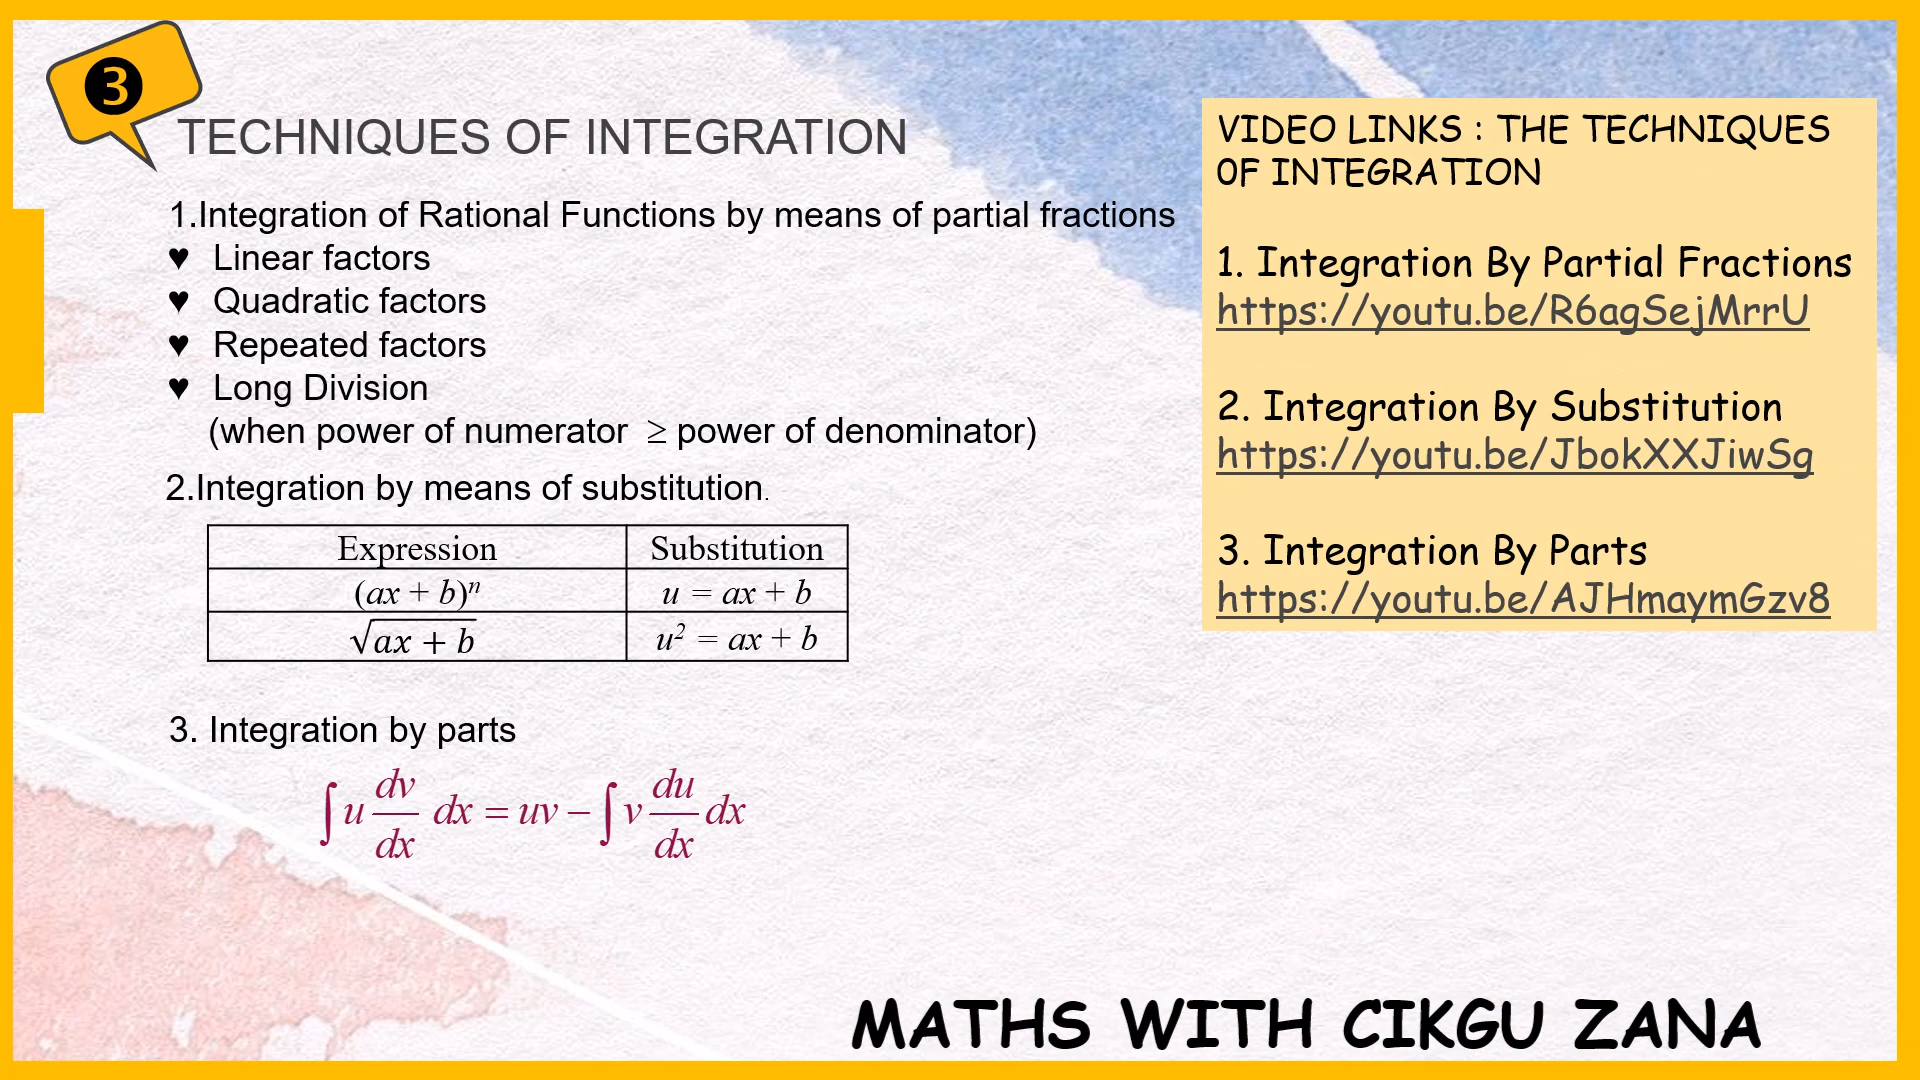 3
TECHNIQUES OF INTEGRATION
1.Integration of Rational Functions by means of partial fractions
♥ Linear factors
♥ Quadratic factors
♥ Repeated factors
♥ Long Division
(when power of numerator ≥ power of denominator)
2.Integration by means of substitution.
Expression Substitution
(ax + b)ⁿ u = ax + b
√(ax + b) u² = ax + b
3. Integration by parts
∫ u dv/dx dx = uv − ∫ v du/dx dx
VIDEO LINKS : THE TECHNIQUES
0F INTEGRATION
1. Integration By Partial Fractions
https://youtu.be/R6agSejMrrU
2. Integration By Substitution
https://youtu.be/JbokXXJiwSg
3. Integration By Parts
https://youtu.be/AJHmaymGzv8
MATHS WITH CIKGU ZANA